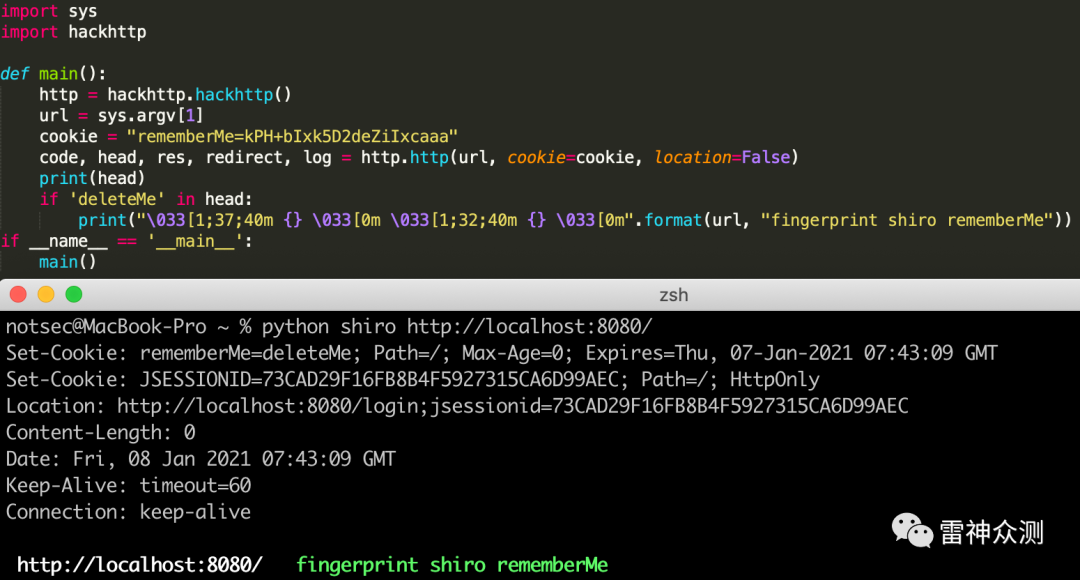 import sys
import hackhttp
def main():
    http = hackhttp.hackhttp()
    url = sys.argv[1]
    cookie = "rememberMe=kPH+bIxk5D2deZiIxcaaa"
    code, head, res, redirect, log = http.http(url, cookie=cookie, location=False)
    print(head)
    if 'deleteMe' in head:
        print("\033[1;37;40m {} \033[0m \033[1;32;40m {} \033[0m".format(url, "fingerprint shiro rememberMe"))
if __name__ == '__main__':
    main()
zsh
notsec@MacBook-Pro ~ % python shiro http://localhost:8080/
Set-Cookie: rememberMe=deleteMe; Path=/; Max-Age=0; Expires=Thu, 07-Jan-2021 07:43:09 GMT
Set-Cookie: JSESSIONID=73CAD29F16FB8B4F5927315CA6D99AEC; Path=/; HttpOnly
Location: http://localhost:8080/login;jsessionid=73CAD29F16FB8B4F5927315CA6D99AEC
Content-Length: 0
Date: Fri, 08 Jan 2021 07:43:09 GMT
Keep-Alive: timeout=60
Connection: keep-alive
雷神众测
http://localhost:8080/   fingerprint shiro rememberMe